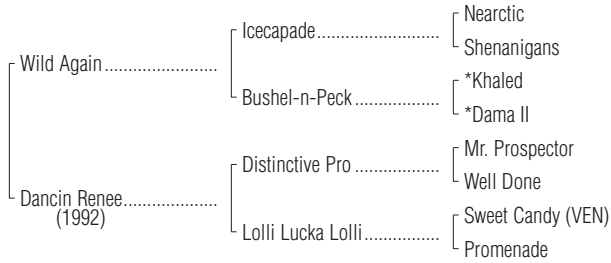 Nearctic
Icecapade
Shenanigans
Wild Again
*Khaled
Bushel-n-Peck
*Dama II
Mr. Prospector
Distinctive Pro
Well Done
Dancin Renee
(1992)
Sweet Candy (VEN)
Lolli Lucka Lolli
Promenade